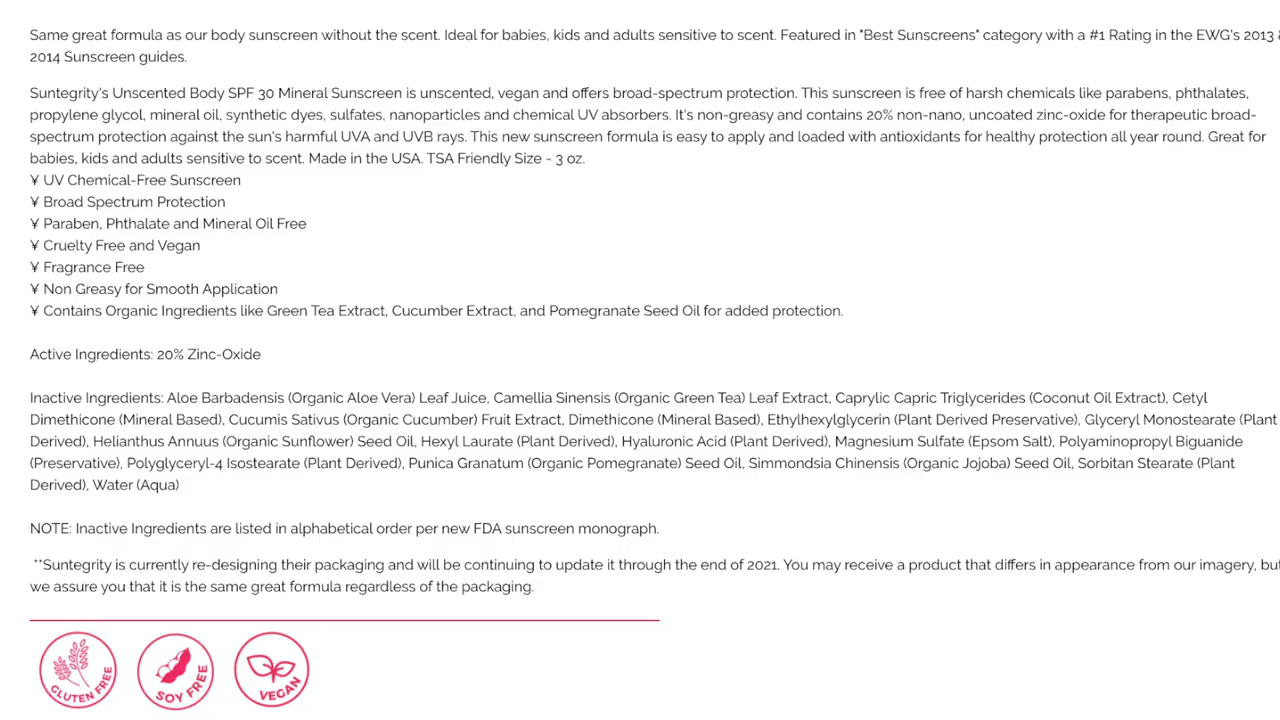 Same great formula as our body sunscreen without the scent. Ideal for babies, kids and adults sensitive to scent. Featured in "Best Sunscreens" category with a #1 Rating in the EWG's 2013 &
2014 Sunscreen guides.
Suntegrity's Unscented Body SPF 30 Mineral Sunscreen is unscented, vegan and offers broad-spectrum protection. This sunscreen is free of harsh chemicals like parabens, phthalates,
propylene glycol, mineral oil, synthetic dyes, sulfates, nanoparticles and chemical UV absorbers. It's non-greasy and contains 20% non-nano, uncoated zinc-oxide for therapeutic broad-
spectrum protection against the sun's harmful UVA and UVB rays. This new sunscreen formula is easy to apply and loaded with antioxidants for healthy protection all year round. Great for
babies, kids and adults sensitive to scent. Made in the USA. TSA Friendly Size - 3 oz.
¥ UV Chemical-Free Sunscreen
¥ Broad Spectrum Protection
¥ Paraben, Phthalate and Mineral Oil Free
¥ Cruelty Free and Vegan
¥ Fragrance Free
¥ Non Greasy for Smooth Application
¥ Contains Organic Ingredients like Green Tea Extract, Cucumber Extract, and Pomegranate Seed Oil for added protection.
Active Ingredients: 20% Zinc-Oxide
Inactive Ingredients: Aloe Barbadensis (Organic Aloe Vera) Leaf Juice, Camellia Sinensis (Organic Green Tea) Leaf Extract, Caprylic Capric Triglycerides (Coconut Oil Extract), Cetyl
Dimethicone (Mineral Based), Cucumis Sativus (Organic Cucumber) Fruit Extract, Dimethicone (Mineral Based), Ethylhexylglycerin (Plant Derived Preservative), Glyceryl Monostearate (Plant
Derived), Helianthus Annuus (Organic Sunflower) Seed Oil, Hexyl Laurate (Plant Derived), Hyaluronic Acid (Plant Derived), Magnesium Sulfate (Epsom Salt), Polyaminopropyl Biguanide
(Preservative), Polyglyceryl-4 Isostearate (Plant Derived), Punica Granatum (Organic Pomegranate) Seed Oil, Simmondsia Chinensis (Organic Jojoba) Seed Oil, Sorbitan Stearate (Plant
Derived), Water (Aqua)
NOTE: Inactive Ingredients are listed in alphabetical order per new FDA sunscreen monograph.
**Suntegrity is currently re-designing their packaging and will be continuing to update it through the end of 2021. You may receive a product that differs in appearance from our imagery, but
we assure you that it is the same great formula regardless of the packaging.
GLUTEN FREE
SOY FREE
VEGAN